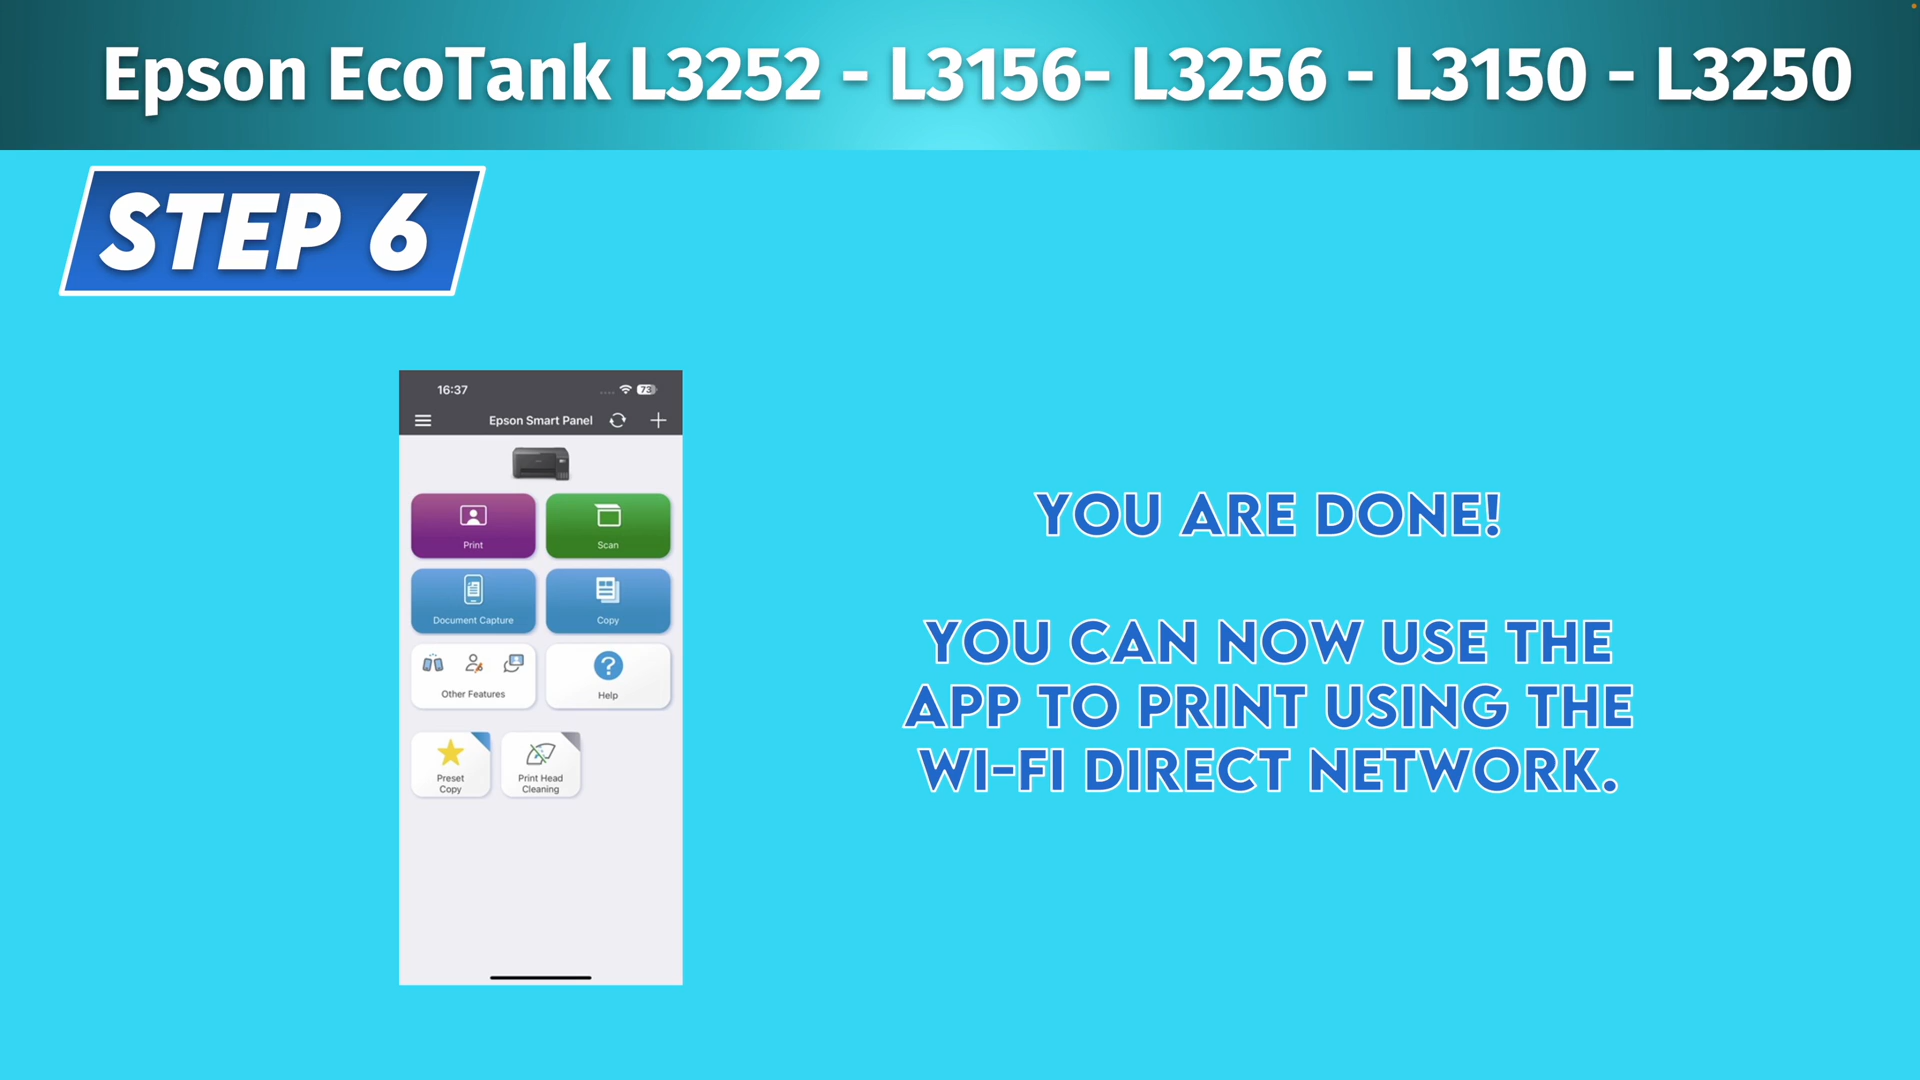 Epson EcoTank L3252 - L3156- L3256 - L3150 - L3250
STEP 6
16:37
73
Epson Smart Panel
Print
Scan
Document Capture
Copy
Other Features
Help
Preset
Copy
Print Head
Cleaning
YOU ARE DONE!
YOU CAN NOW USE THE
APP TO PRINT USING THE
WI-FI DIRECT NETWORK.